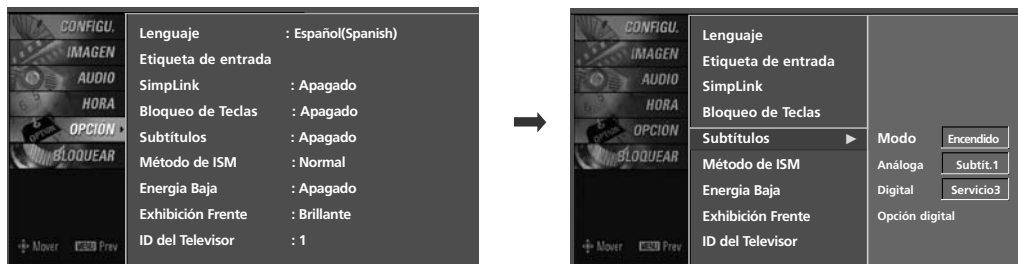 CONFIGU.
IMAGEN
AUDIO
HORA
OPCION
BLOQUEAR
Mover MENU Prev
Lenguaje : Español(Spanish)
Etiqueta de entrada
SimpLink : Apagado
Bloqueo de Teclas : Apagado
Subtítulos : Apagado
Método de ISM : Normal
Energia Baja : Apagado
Exhibición Frente : Brillante
ID del Televisor : 1
CONFIGU.
IMAGEN
AUDIO
HORA
OPCION
BLOQUEAR
Mover MENU Prev
Lenguaje
Etiqueta de entrada
SimpLink
Bloqueo de Teclas
Subtítulos
Método de ISM
Energia Baja
Exhibición Frente
ID del Televisor
Modo Encendido
Análoga Subtít.1
Digital Servicio3
Opción digital